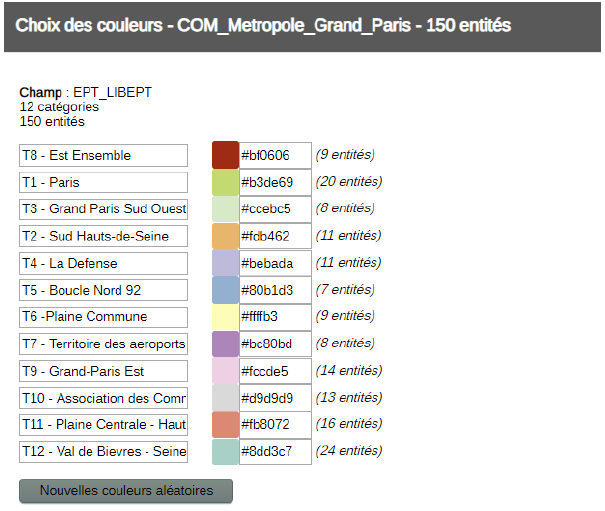 Choix des couleurs - COM_Metropole_Grand_Paris - 150 entités
Champ : EPT_LIBEPT
12 catégories
150 entités
T8 - Est Ensemble #bf0606 (9 entités)
T1 - Paris #b3de69 (20 entités)
T3 - Grand Paris Sud Ouest #ccebc5 (8 entités)
T2 - Sud Hauts-de-Seine #fdb462 (11 entités)
T4 - La Defense #bebada (11 entités)
T5 - Boucle Nord 92 #80b1d3 (7 entités)
T6 -Plaine Commune #ffffb3 (9 entités)
T7 - Territoire des aeroports #bc80bd (8 entités)
T9 - Grand-Paris Est #fccde5 (14 entités)
T10 - Association des Comr #d9d9d9 (13 entités)
T11 - Plaine Centrale - Haut #fb8072 (16 entités)
T12 - Val de Bievres - Seine #8dd3c7 (24 entités)
Nouvelles couleurs aléatoires